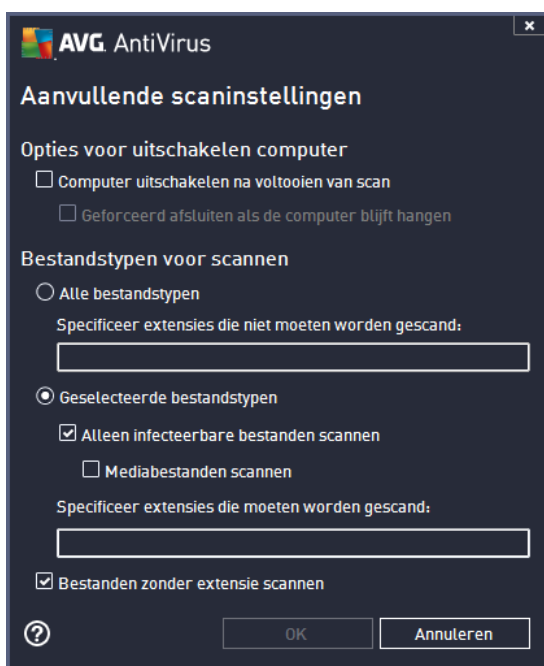 AVG. AntiVirus
Aanvullende scaninstellingen
Opties voor uitschakelen computer
Computer uitschakelen na voltooien van scan
Geforceerd afsluiten als de computer blijft hangen
Bestandstypen voor scannen
Alle bestandstypen
Specificeer extensies die niet moeten worden gescand:
Geselecteerde bestandstypen
Alleen infecteerbare bestanden scannen
Mediabestanden scannen
Specificeer extensies die moeten worden gescand:
Bestanden zonder extensie scannen
? OK Annuleren